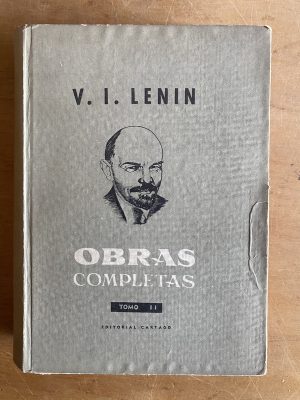 V. I. LENIN
OBRAS
COMPLETAS
TOMO II
EDITORIAL CARTAGO